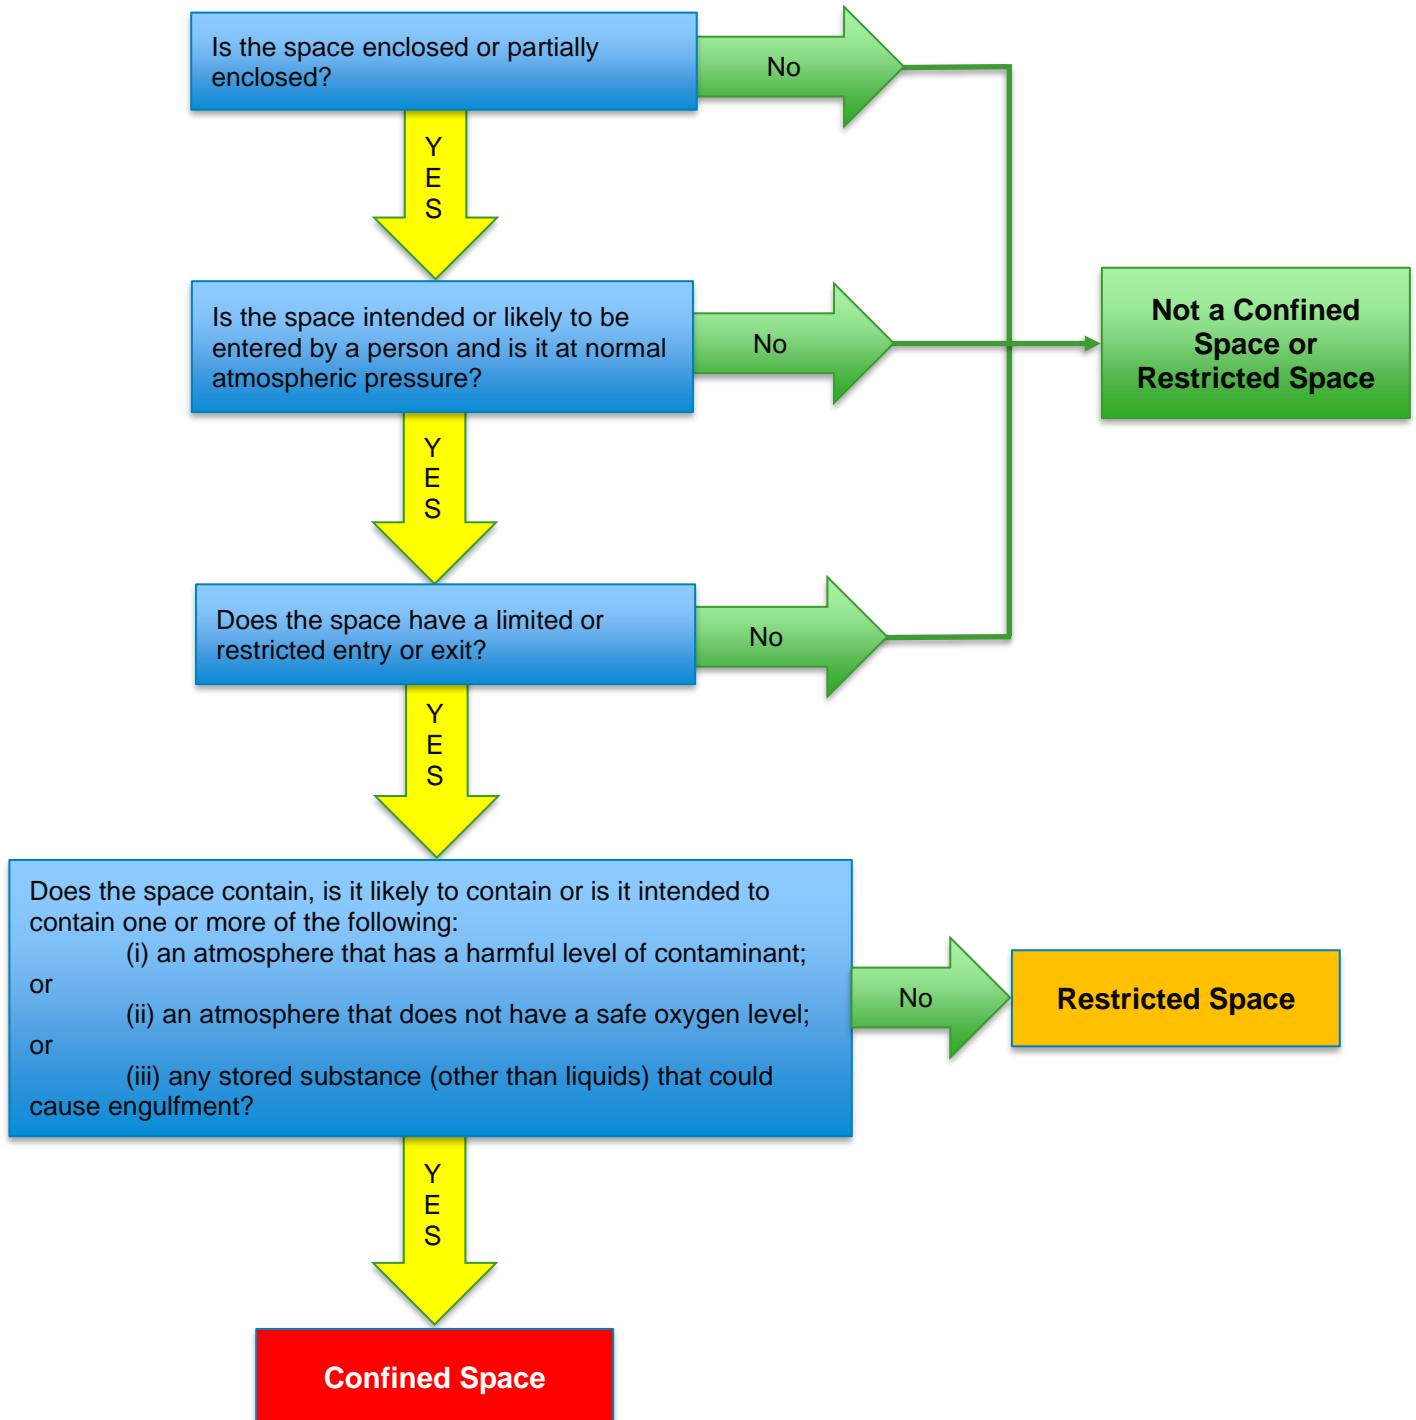 Is the space enclosed or partially
enclosed?
No
Y
E
S
Is the space intended or likely to be
entered by a person and is it at normal
atmospheric pressure?
No
Not a Confined
Space or
Restricted Space
Y
E
S
Does the space have a limited or
restricted entry or exit?
No
Y
E
S
Does the space contain, is it likely to contain or is it intended to
contain one or more of the following:
(i) an atmosphere that has a harmful level of contaminant;
or
(ii) an atmosphere that does not have a safe oxygen level;
or
(iii) any stored substance (other than liquids) that could
cause engulfment?
No
Restricted Space
Y
E
S
Confined Space